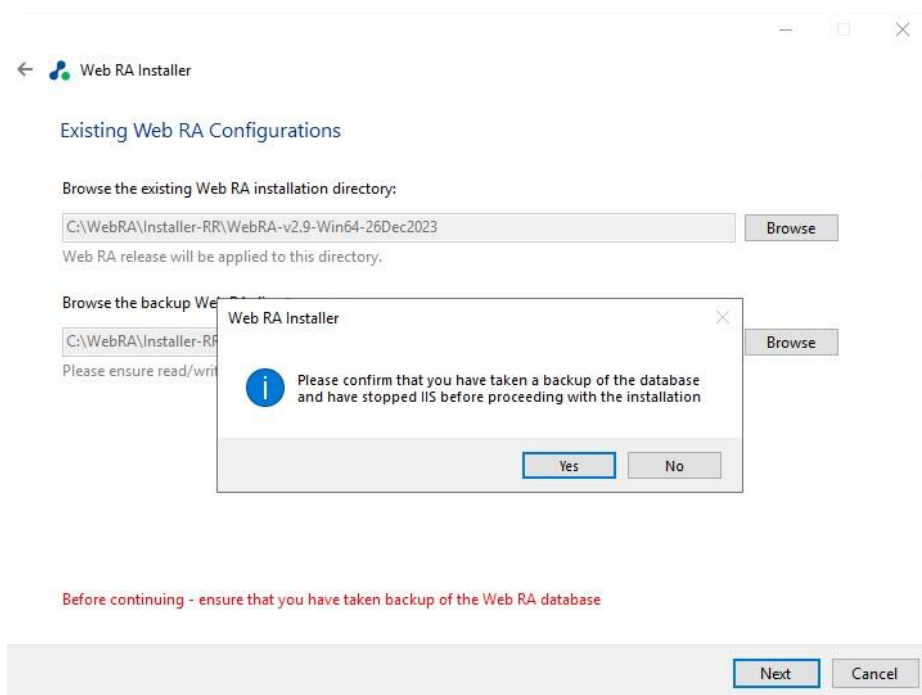 Web RA Installer
Existing Web RA Configurations
Browse the existing Web RA installation directory:
C:\WebRA\Installer-RR\WebRA-v2.9-Win64-26Dec2023
Browse
Web RA release will be applied to this directory.
Browse the backup We
C:\WebRA\Installer-RR
Browse
Please ensure read/writ
Web RA Installer
Please confirm that you have taken a backup of the database
and have stopped IIS before proceeding with the installation
Yes
No
Before continuing - ensure that you have taken backup of the Web RA database
Next
Cancel